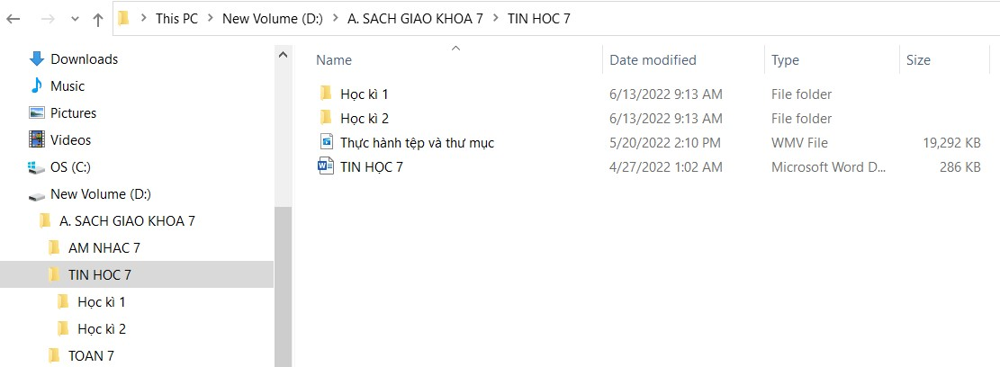 This PC > New Volume (D:) > A. SACH GIAO KHOA 7 > TIN HOC 7
Downloads
Music
Pictures
Videos
OS (C:)
New Volume (D:)
A. SACH GIAO KHOA 7
AM NHAC 7
TIN HOC 7
Học kì 1
Học kì 2
TOAN 7
Name Date modified Type Size
Học kì 1 6/13/2022 9:13 AM File folder
Học kì 2 6/13/2022 9:13 AM File folder
Thực hành tệp và thư mục 5/20/2022 2:10 PM WMV File 19,292 KB
TIN HỌC 7 4/27/2022 1:02 AM Microsoft Word D... 286 KB